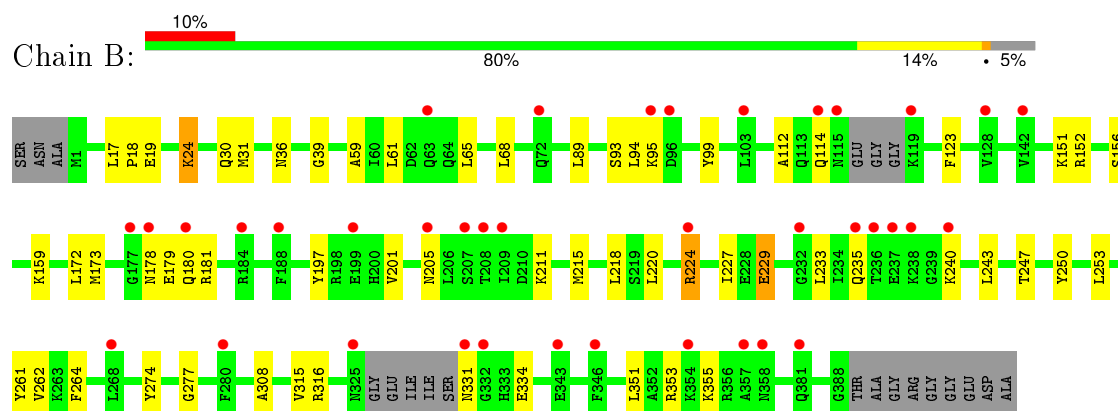 10%
Chain B:
80% 14% • 5%
SER ASN ALA M1 L17 P18 E19 K24 Q30 M31 N36 G39 A59 I60 L61 D62 Q63 Q64 L65 L68 Q72 L89 S93 L94 K95 D96 Y99 L103 A112 Q113 Q114 N115 GLU GLY GLY K119 F123 V128 V142 K151 R152 S156
K159 L172 M173 G177 N178 E179 Q180 R181 R184 F188 Y197 R198 E199 H200 V201 N205 L206 S207 T208 I209 D210 K211 M215 L218 S219 L220 R224 I227 E228 E229 G232 L233 I234 Q235 T236 E237 K238 G239 K240 L243 T247 Y250 L253
Y261 V262 K263 F264 L268 Y274 G277 F280 A308 V315 R316 N325 GLY GLU ILE ILE SER N331 G332 H333 E334 E343 F346 L351 A352 R353 K354 K355 R356 A357 N358 Q381 G388 THR ALA GLY ARG GLY GLY GLU ASP ALA